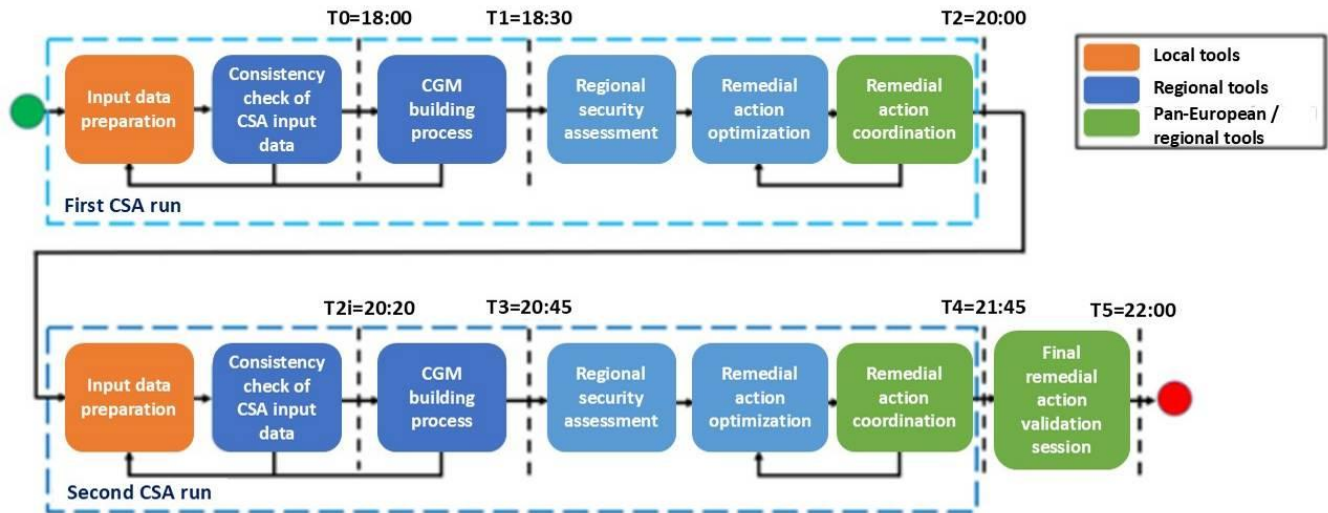 T0=18:00
T1=18:30
T2=20:00
Input data
preparation
Consistency
check of
CSA input
data
CGM
building
process
Regional
security
assessment
Remedial
action
optimization
Remedial
action
coordination
First CSA run
Local tools
Regional tools
Pan-European /
regional tools
T2i=20:20
T3=20:45
T4=21:45
T5=22:00
Input data
preparation
Consistency
check of
CSA input
data
CGM
building
process
Regional
security
assessment
Remedial
action
optimization
Remedial
action
coordination
Final
remedial
action
validation
session
Second CSA run